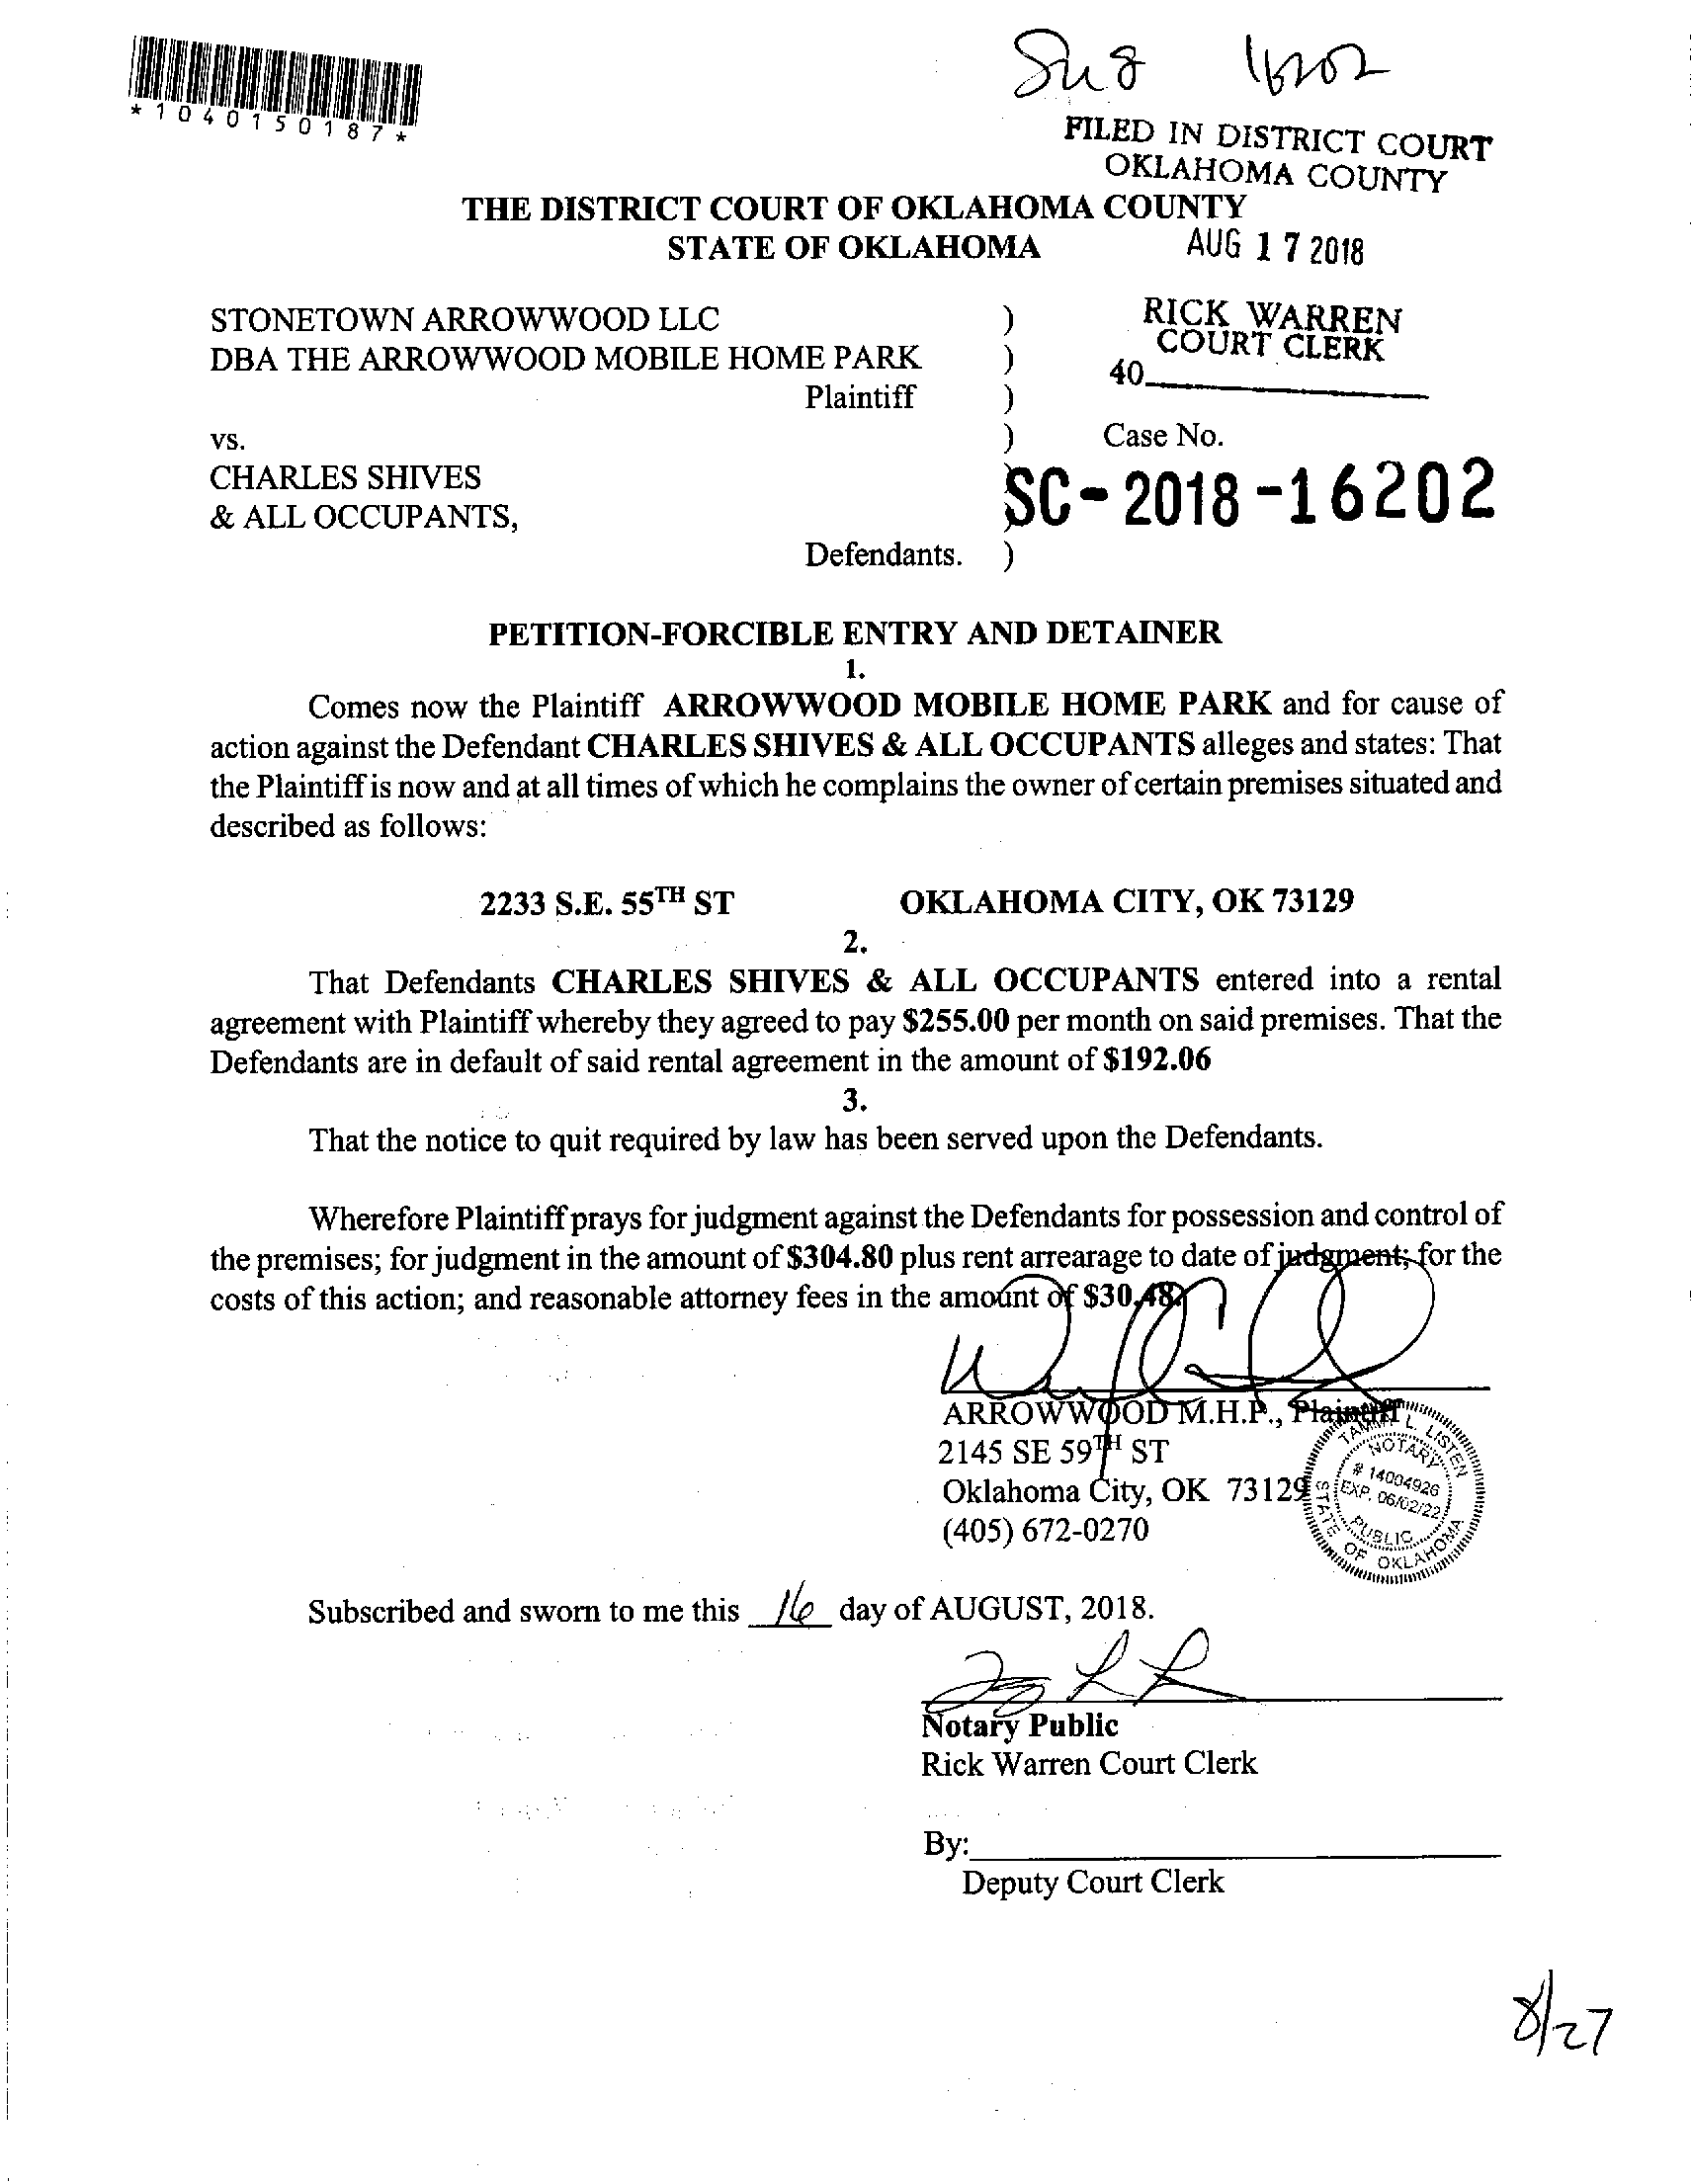 *1040150187*
16202
FILED IN DISTRICT COURT
OKLAHOMA COUNTY
THE DISTRICT COURT OF OKLAHOMA COUNTY
STATE OF OKLAHOMA
AUG 17 2018
STONETOWN ARROWWOOD LLC )
DBA THE ARROWWOOD MOBILE HOME PARK )
Plaintiff )
RICK WARREN
COURT CLERK
40
vs. ) Case No.
CHARLES SHIVES )
& ALL OCCUPANTS, )
SC-2018-16202
Defendants. )
PETITION-FORCIBLE ENTRY AND DETAINER
1.
Comes now the Plaintiff ARROWWOOD MOBILE HOME PARK and for cause of
action against the Defendant CHARLES SHIVES & ALL OCCUPANTS alleges and states: That
the Plaintiff is now and at all times of which he complains the owner of certain premises situated and
described as follows:
2233 S.E. 55TH ST OKLAHOMA CITY, OK 73129
2.
That Defendants CHARLES SHIVES & ALL OCCUPANTS entered into a rental
agreement with Plaintiff whereby they agreed to pay $255.00 per month on said premises. That the
Defendants are in default of said rental agreement in the amount of $192.06
3.
That the notice to quit required by law has been served upon the Defendants.
Wherefore Plaintiff prays for judgment against the Defendants for possession and control of
the premises; for judgment in the amount of $304.80 plus rent arrearage to date of judgment; for the
costs of this action; and reasonable attorney fees in the amount of $30.48.
ARROWWOOD M.H.P., Plaintiff
2145 SE 59TH ST
Oklahoma City, OK 73129
(405) 672-0270
TAMMY L. LISTEN
NOTARY
# 14004926
EXP. 06/02/22
PUBLIC
STATE OF OKLAHOMA
Subscribed and sworn to me this 16 day of AUGUST, 2018.
Notary Public
Rick Warren Court Clerk
By:
Deputy Court Clerk
8/27